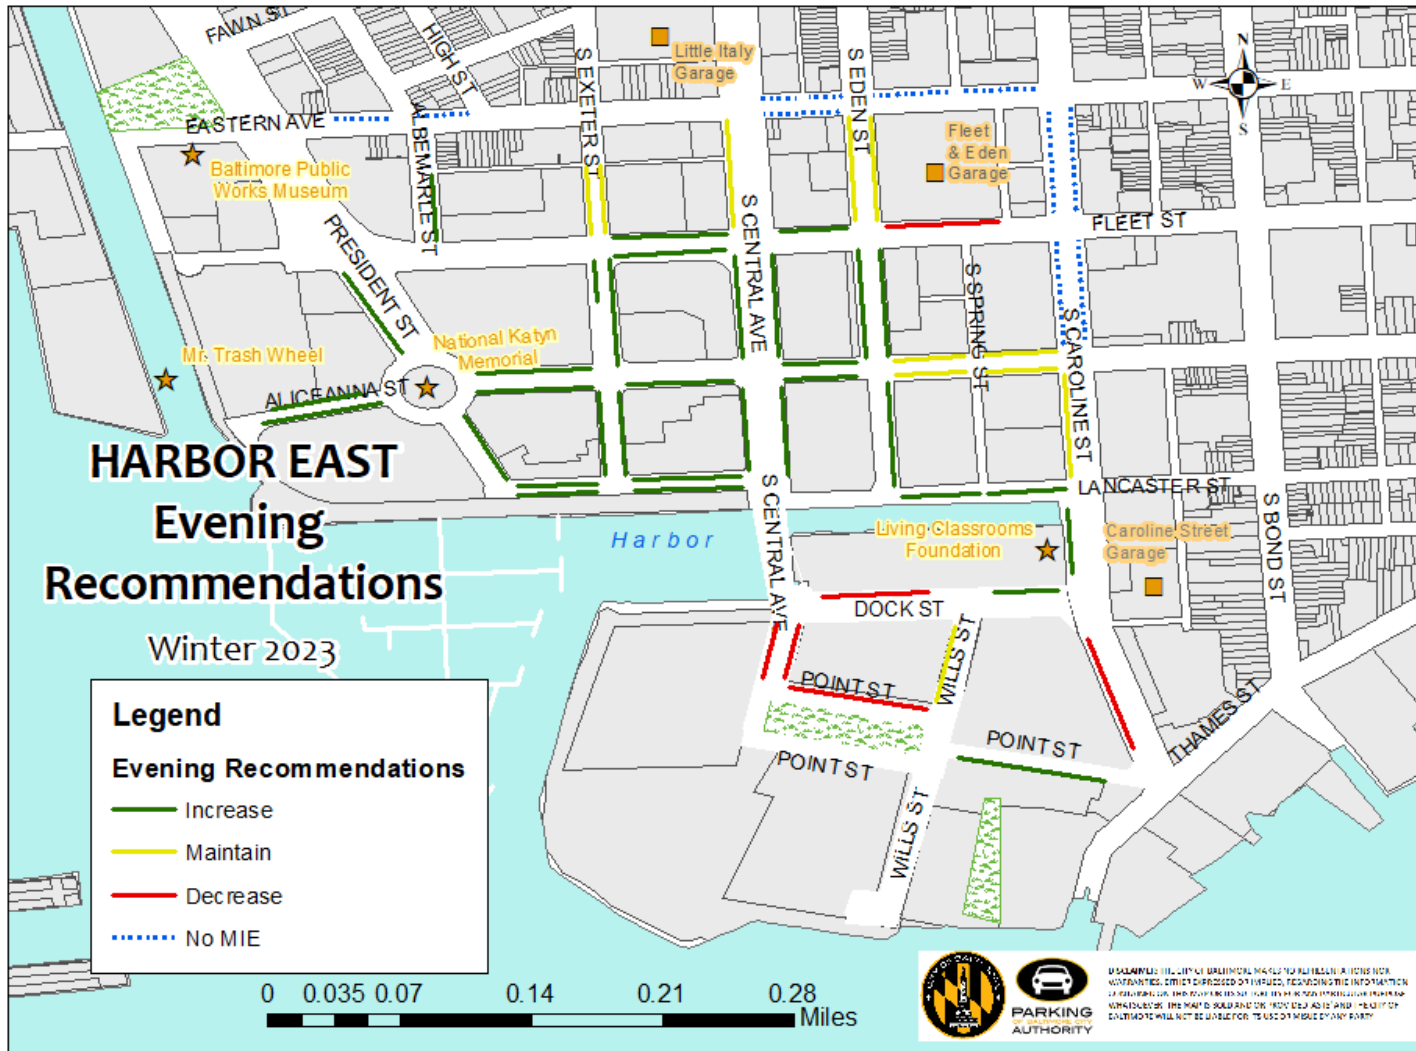 FAWN ST
HIGH ST
S EXETER ST
Little Italy
Garage
S EDEN ST
N
W
E
S
EASTERN AVE
ALBEMARLE ST
Fleet
& Eden
Garage
Baltimore Public
Works Museum
PRESIDENT ST
S CENTRAL AVE
FLEET ST
S SPRING ST
S CAROLINE ST
Mr. Trash Wheel
National Katyn
Memorial
ALICEANNA ST
HARBOR EAST
Evening
Recommendations
Winter 2023
LANCASTER ST
S CENTRAL AVE
Harbor
Living Classrooms
Foundation
Caroline Street
Garage
S BOND ST
DOCK ST
WILLS ST
POINT ST
THAMES ST
POINT ST
POINT ST
WILLS ST
Legend
Evening Recommendations
Increase
Maintain
Decrease
No MIE
0 0.035 0.07 0.14 0.21 0.28
Miles
PARKING
OF BALTIMORE CITY
AUTHORITY